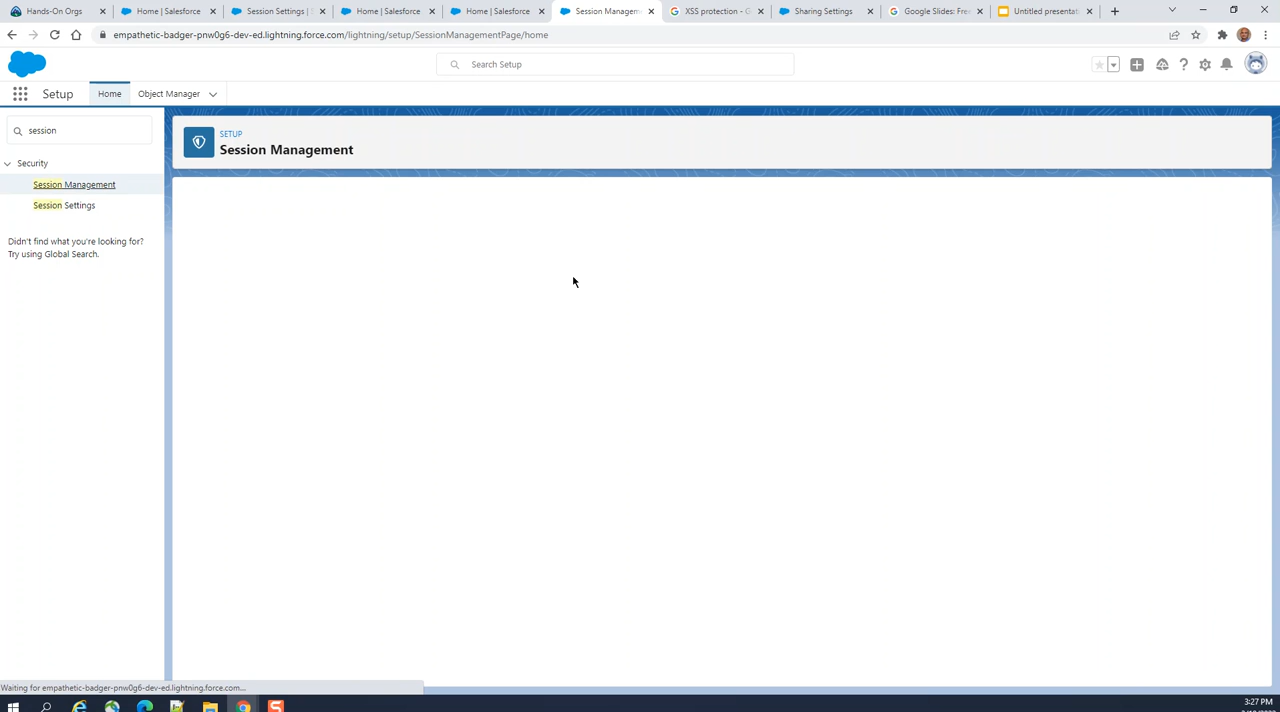 Hands-On Orgs
Home | Salesforce
Session Settings |
Home | Salesforce
Home | Salesforce
Session Managem
XSS protection - G
Sharing Settings
Google Slides: Fre
Untitled presentat
empathetic-badger-pnw0g6-dev-ed.lightning.force.com/lightning/setup/SessionManagementPage/home
Search Setup
Setup
Home
Object Manager
session
SETUP
Session Management
Security
Session Management
Session Settings
Didn't find what you're looking for?
Try using Global Search.
Waiting for empathetic-badger-pnw0g6-dev-ed.lightning.force.com...
3:27 PM